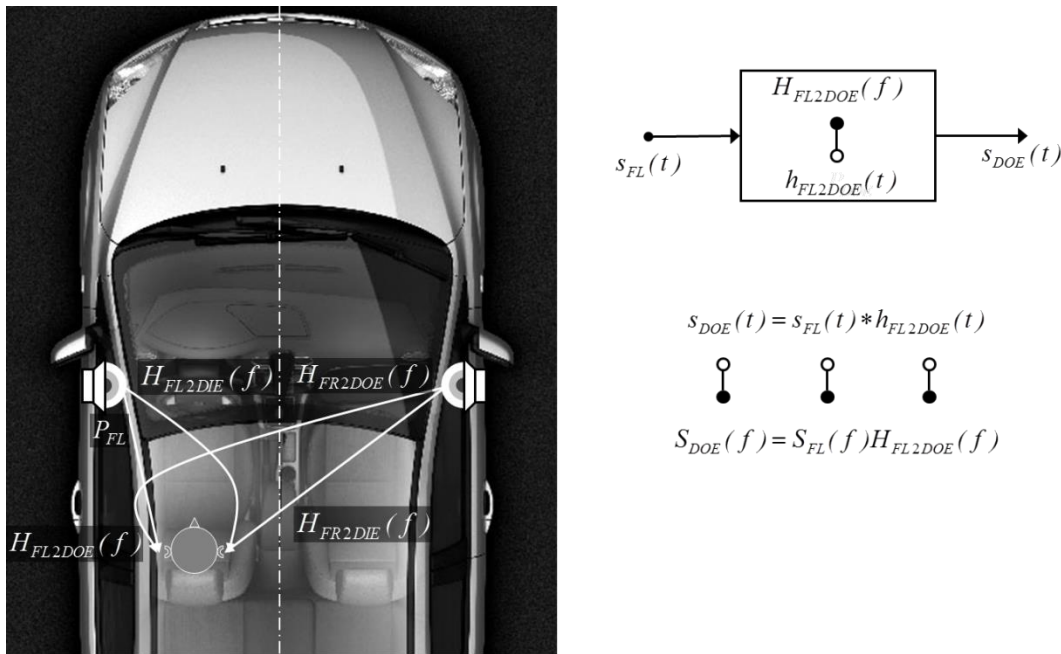 H_{FL2DIE}(f) H_{FR2DOE}(f)
P_{FL}
H_{FR2DIE}(f)
H_{FL2DOE}(f)
H_{FL2DOE}(f)
s_{FL}(t) s_{DOE}(t)
h_{FL2DOE}(t)
s_{DOE}(t)=s_{FL}(t)*h_{FL2DOE}(t)
S_{DOE}(f)=S_{FL}(f)H_{FL2DOE}(f)